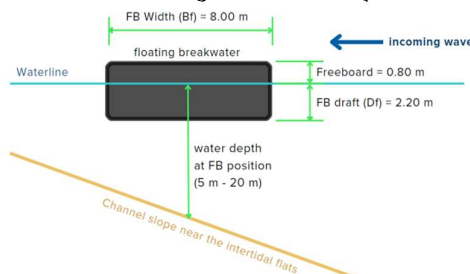 FB Width (Bf) = 8.00 m
floating breakwater
incoming wave
Waterline
Freeboard = 0.80 m
FB draft (Df) = 2.20 m
water depth
at FB position
(5 m - 20 m)
Channel slope near the intertidal flats